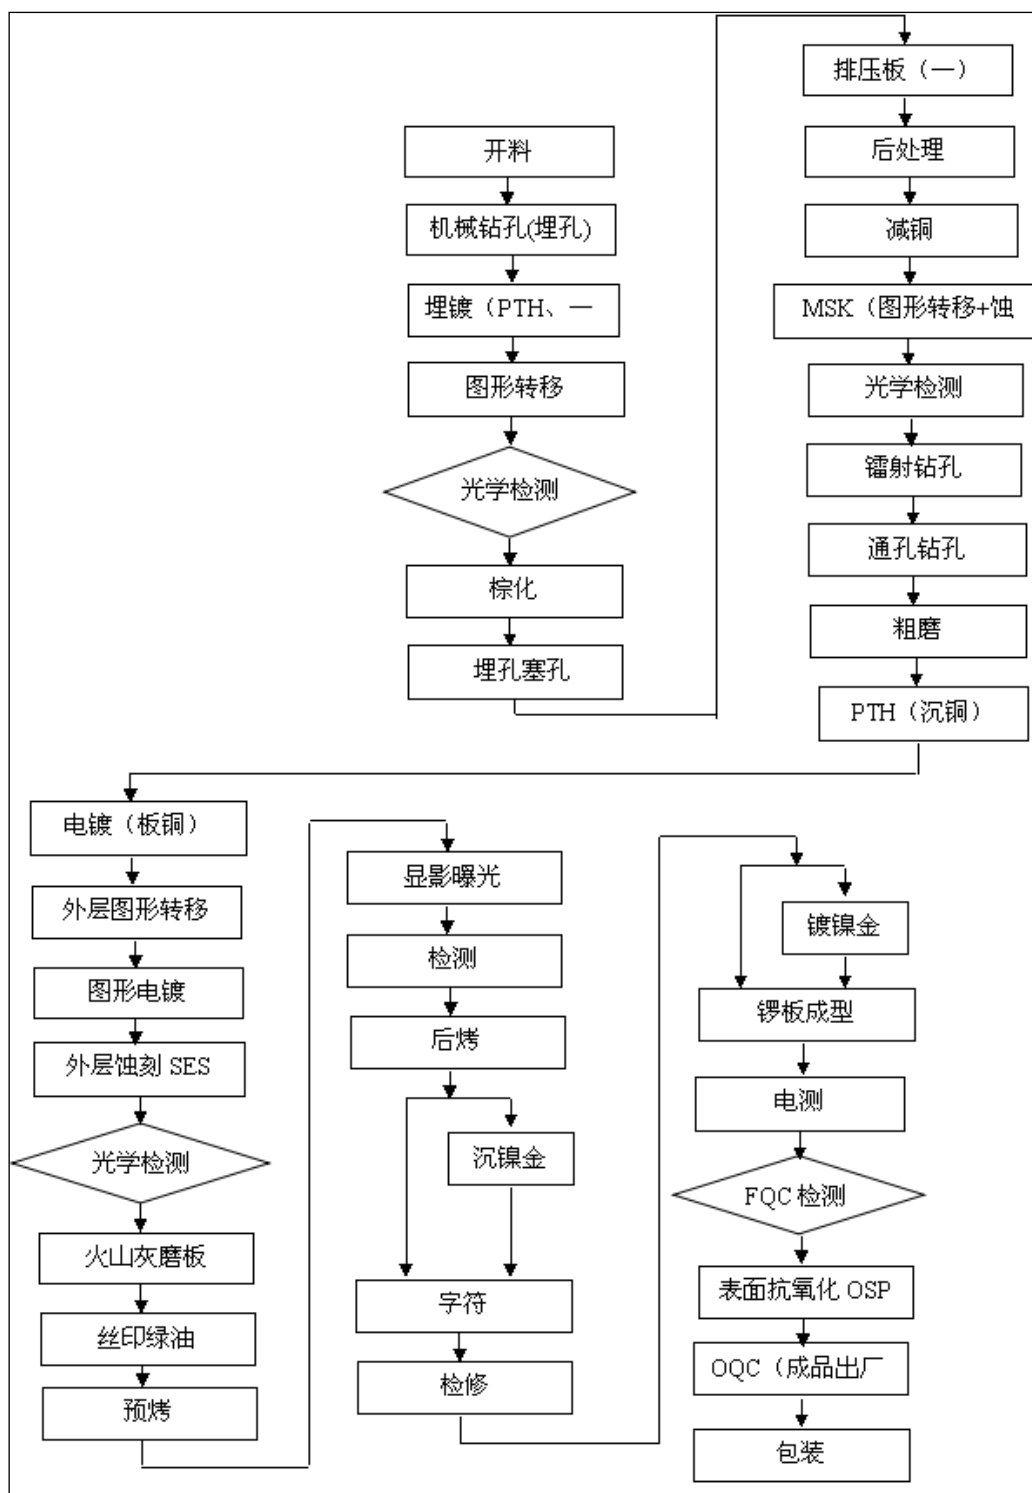 开料
机械钻孔(埋孔)
埋镀（PTH、一
图形转移
光学检测
棕化
埋孔塞孔
排压板（一）
后处理
减铜
MSK（图形转移+蚀
光学检测
镭射钻孔
通孔钻孔
粗磨
PTH（沉铜）
电镀（板铜）
外层图形转移
图形电镀
外层蚀刻 SES
光学检测
火山灰磨板
丝印绿油
预烤
显影曝光
检测
后烤
沉镍金
字符
检修
镀镍金
锣板成型
电测
FQC 检测
表面抗氧化 OSP
OQC（成品出厂
包装